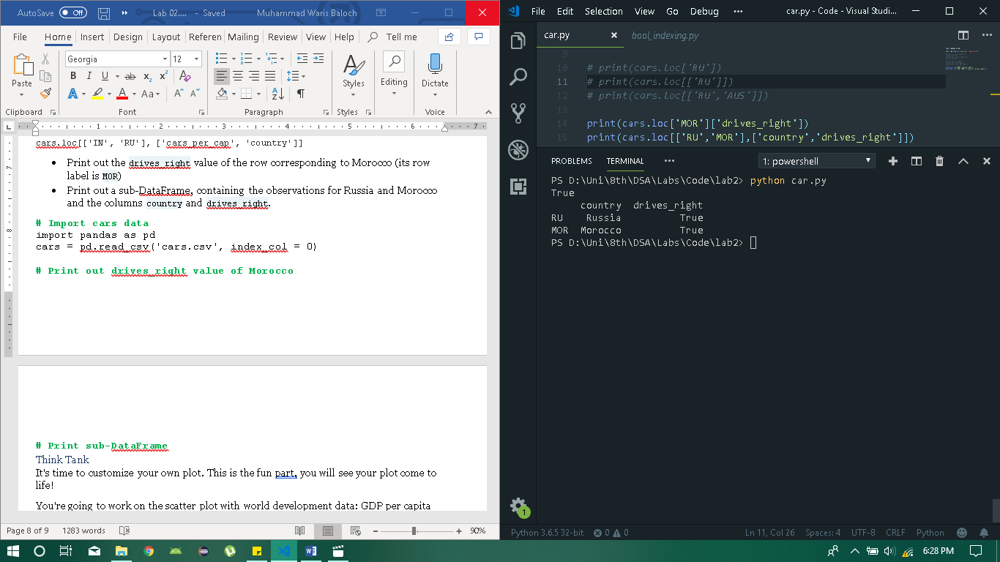 AutoSave Off Lab 02.... - Saved Muhammad Waris Baloch
File Home Insert Design Layout Referen Mailing Review View Help Tell me
Georgia 12
Paste
B I U ab x2 x2
A A Aa A A
Styles
Editing
Dictate
Clipboard Font Paragraph Styles Voice
1 2 3 4 5 6 7
cars.loc[['IN', 'RU'], ['cars_per_cap', 'country']]
• Print out the drives_right value of the row corresponding to Morocco (its row
label is MOR)
• Print out a sub-DataFrame, containing the observations for Russia and Morocco
and the columns country and drives_right.
# Import cars data
import pandas as pd
cars = pd.read_csv('cars.csv', index_col = 0)
# Print out drives_right value of Morocco
# Print sub-DataFrame
Think Tank
It's time to customize your own plot. This is the fun part, you will see your plot come to
life!
You're going to work on the scatter plot with world development data: GDP per capita
Page 8 of 9 1283 words 90%
File Edit Selection View Go Debug ··· car.py - Code - Visual Studi...
car.py bool_indexing.py
9
10 # print(cars.loc['RU'])
11 # print(cars.loc[['RU']])
12 # print(cars.loc[['RU','AUS']])
13
14 print(cars.loc['MOR']['drives_right'])
15 print(cars.loc[['RU','MOR'],['country','drives_right']])
PROBLEMS TERMINAL ··· 1: powershell
PS D:\Uni\8th\DSA\Labs\Code\lab2> python car.py
True
country drives_right
RU Russia True
MOR Morocco True
PS D:\Uni\8th\DSA\Labs\Code\lab2>
1
Python 3.6.5 32-bit 0 0 Ln 11, Col 26 Spaces: 4 UTF-8 CRLF Python
6:28 PM